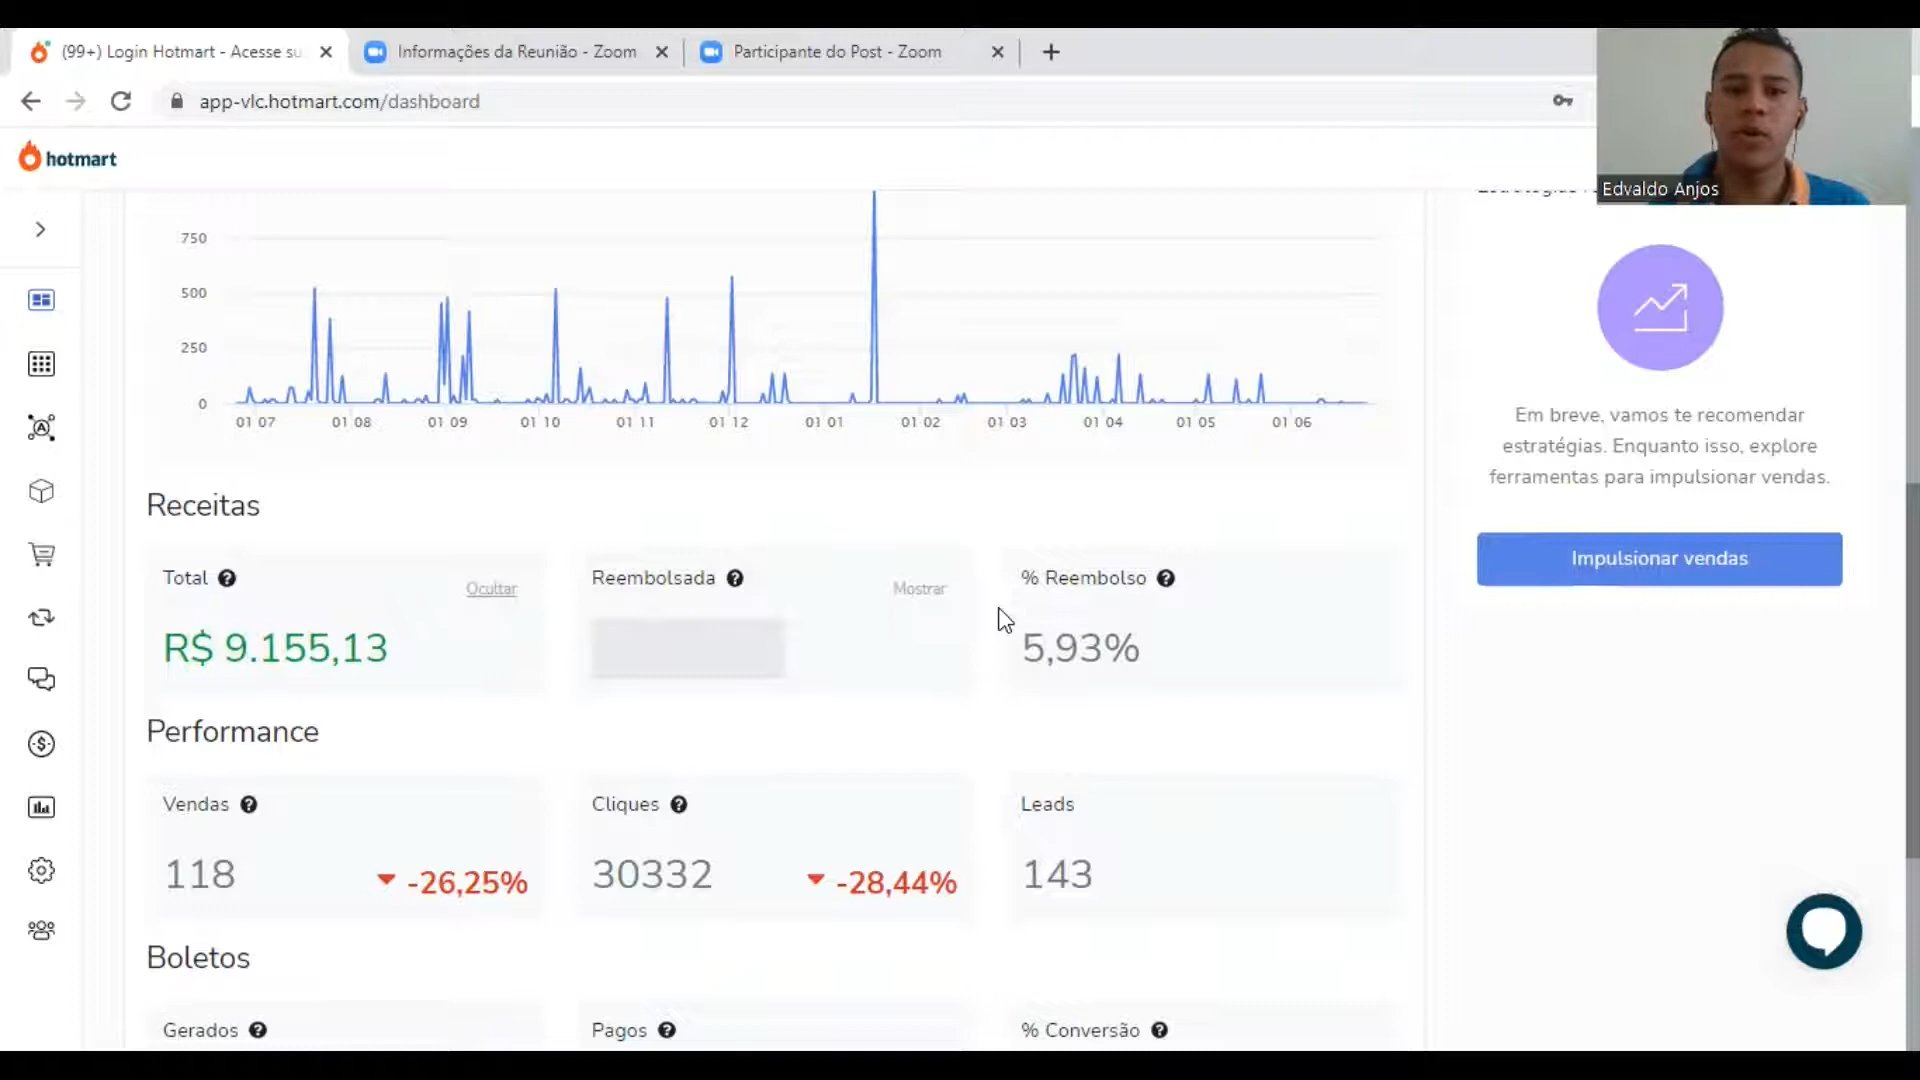 (99+) Login Hotmart - Acesse su
Informações da Reunião - Zoom
Participante do Post - Zoom
app-vlc.hotmart.com/dashboard
hotmart
Edvaldo Anjos
750
500
250
0
01 07 01 08 01 09 01 10 01 11 01 12 01 01 01 02 01 03 01 04 01 05 01 06
Em breve, vamos te recomendar
estratégias. Enquanto isso, explore
ferramentas para impulsionar vendas.
Impulsionar vendas
Receitas
Total
Ocultar
R$ 9.155,13
Reembolsada
Mostrar
% Reembolso
5,93%
Performance
Vendas
118
-26,25%
Cliques
30332
-28,44%
Leads
143
Boletos
Gerados
Pagos
% Conversão